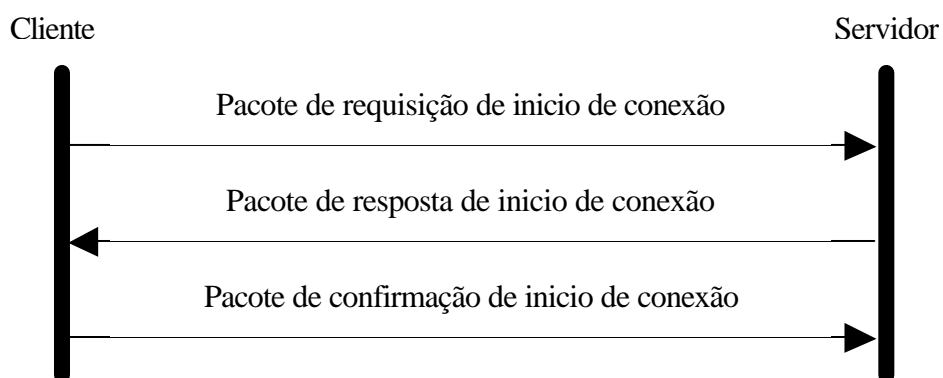 Cliente
Servidor
Pacote de requisição de inicio de conexão
Pacote de resposta de inicio de conexão
Pacote de confirmação de inicio de conexão